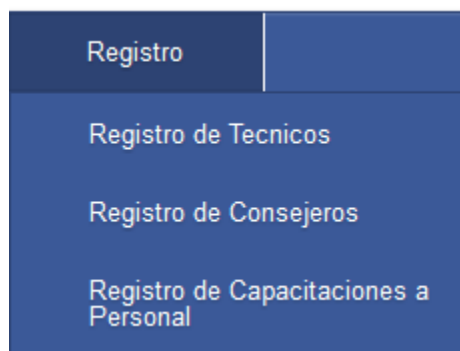 Registro
Registro de Tecnicos
Registro de Consejeros
Registro de Capacitaciones a
Personal